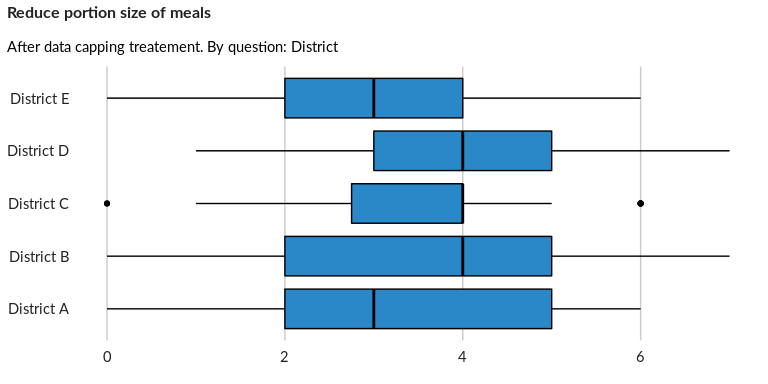 Reduce portion size of meals
After data capping treatement. By question: District
District E
District D
District C
District B
District A
0 2 4 6